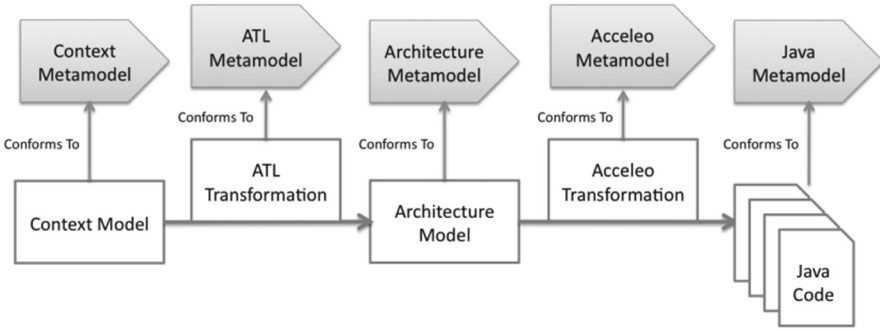 Context
Metamodel
ATL
Metamodel
Architecture
Metamodel
Acceleo
Metamodel
Java
Metamodel
Conforms To
Conforms To
Conforms To
Conforms To
Conforms To
Context Model
ATL
Transformation
Architecture
Model
Acceleo
Transformation
Java
Code